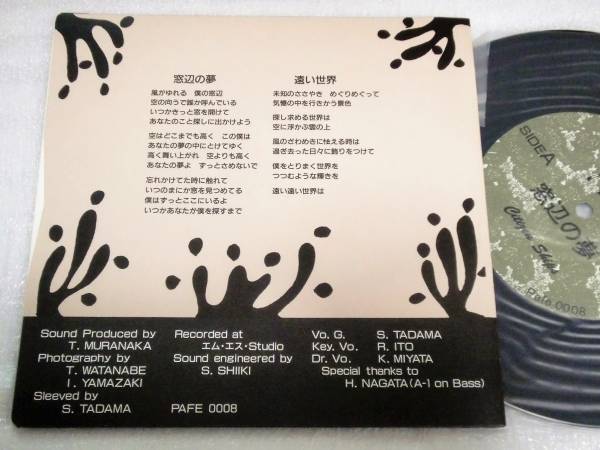 窓辺の夢
風がゆれる 僕の窓辺
空の向うで誰か呼んでいる
いつかきっと窓を開けて
あなたのこと探しに出かけよう
空はどこまでも高く この僕は
あなたの夢の中にとけてゆく
高く舞い上がれ 空よりも高く
あなたの夢よ ずっとさめないで
忘れかけてた時に触れて
いつのまにか窓を見つめてる
僕はずっとここにいるよ
いつかあなたが僕を探すまで
遠い世界
未知のささやき めぐりめぐって
気憶の中を行きかう景色
探し求める世界は
空に浮かぶ雲の上
風のざわめきに怯える時は
過ぎ去った日々に飾りをつけて
僕をとりまく世界を
つつむような輝きを
遠い遠い世界は
Sound Produced by
T. MURANAKA
Photography by
T. WATANABE
I. YAMAZAKI
Sleeved by
S. TADAMA
Recorded at
エム・エス・Studio
Sound engineered by
S. SHIIKI
PAFE 0008
Vo. G. S. TADAMA
Key. Vo. R. ITO
Dr. Vo. K. MIYATA
Special thanks to
H. NAGATA(A-1 on Bass)
SIDE A
窓辺の夢
Pafe 0008